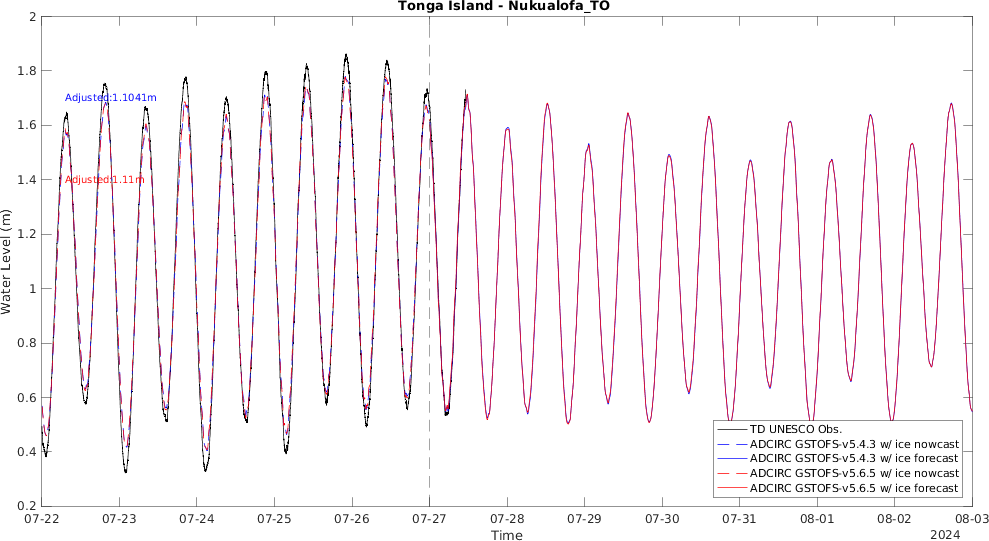 Tonga Island - Nukualofa_TO
2
1.8
1.6
1.4
1.2
1
0.8
0.6
0.4
0.2
Water Level (m)
Adjusted:1.1041m
Adjusted:1.11m
TD UNESCO Obs.
ADCIRC GSTOFS-v5.4.3 w/ ice nowcast
ADCIRC GSTOFS-v5.4.3 w/ ice forecast
ADCIRC GSTOFS-v5.6.5 w/ ice nowcast
ADCIRC GSTOFS-v5.6.5 w/ ice forecast
07-22 07-23 07-24 07-25 07-26 07-27 07-28 07-29 07-30 07-31 08-01 08-02 08-03
Time
2024